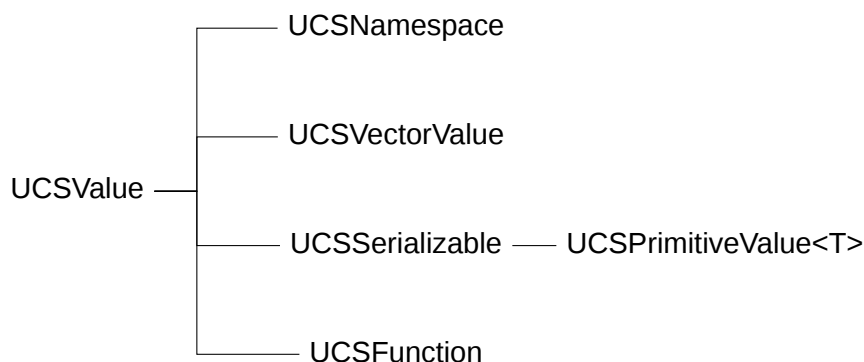 UCSNamespace
UCSVectorValue
UCSValue
UCSSerializable
UCSPrimitiveValue<T>
UCSFunction